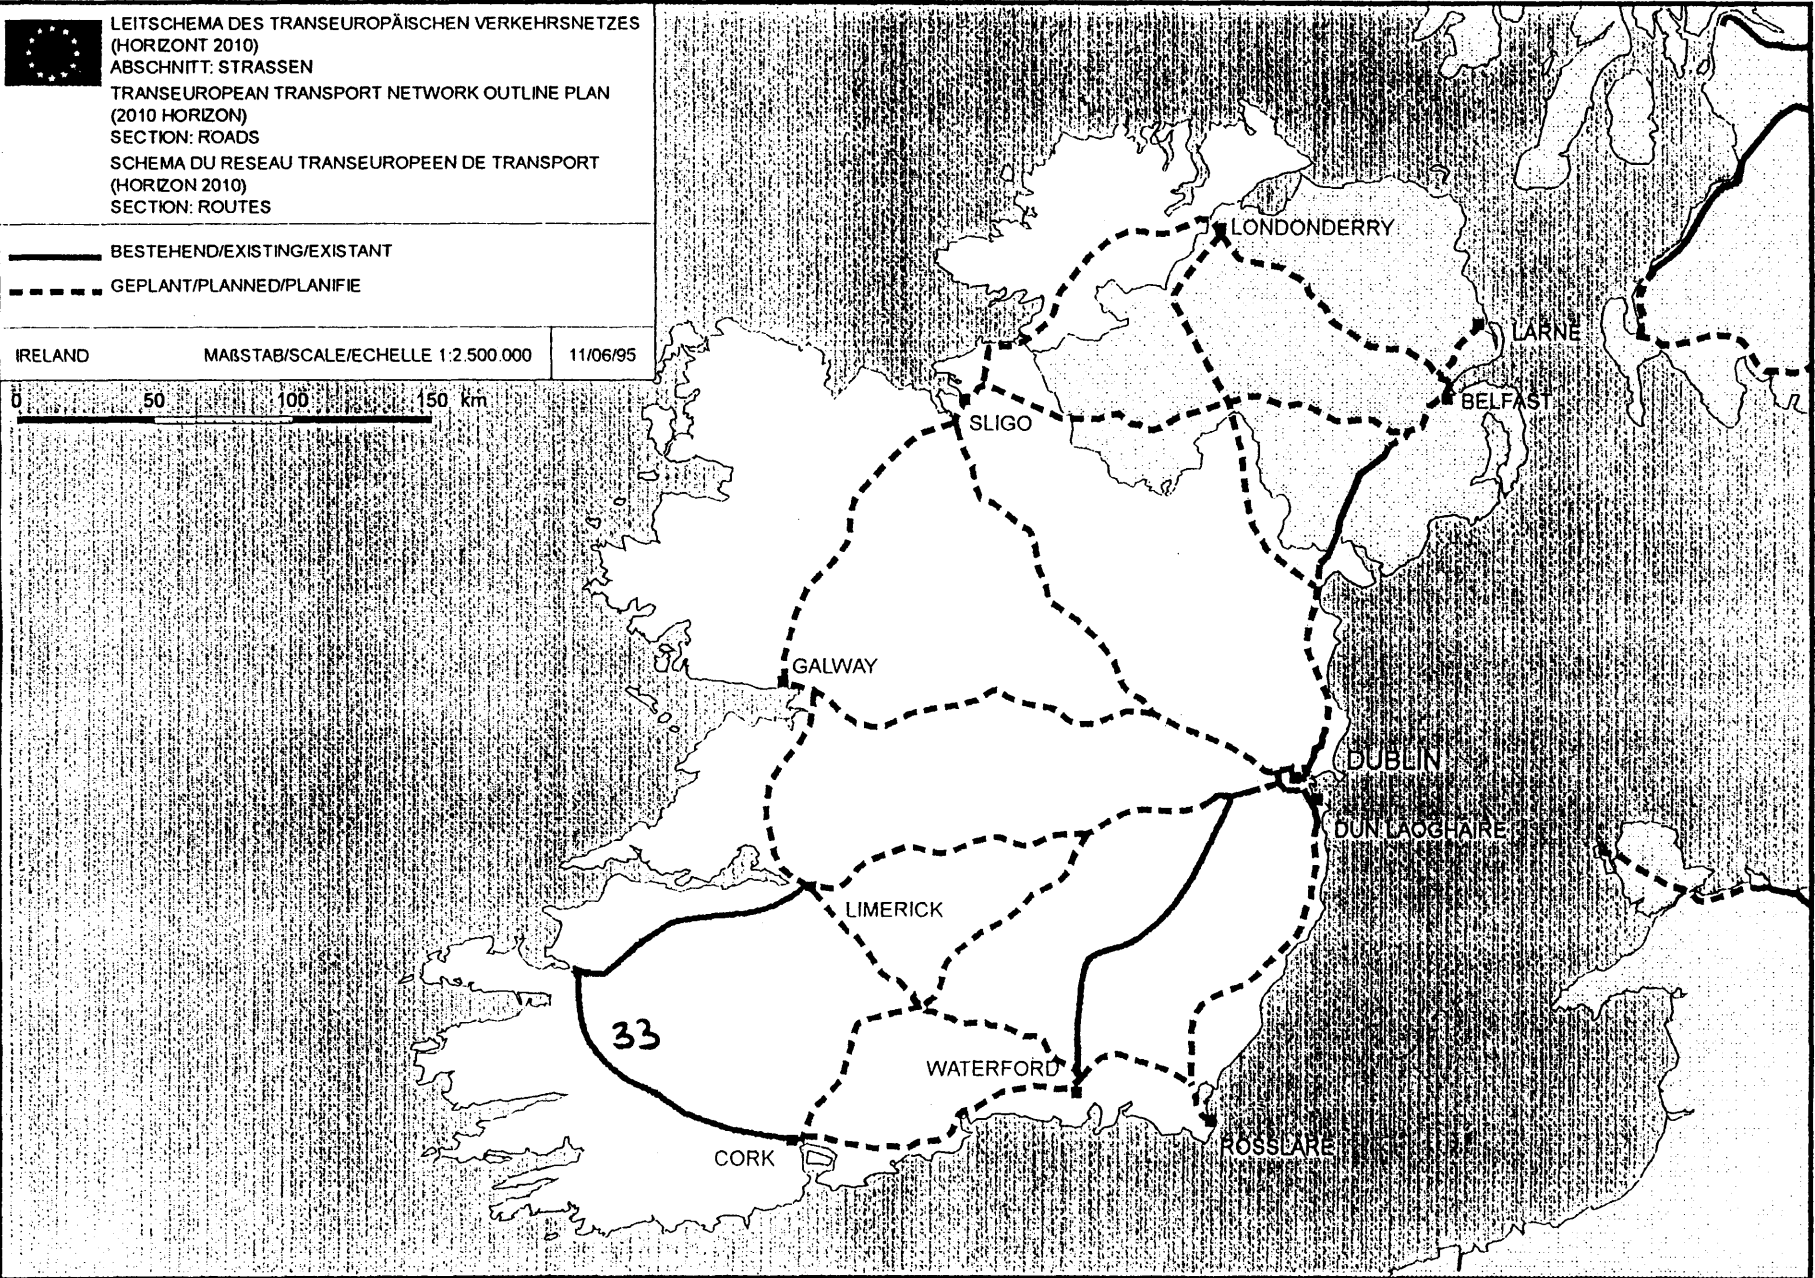 LEITSCHEMA DES TRANSEUROPÄISCHEN VERKEHRSNETZES
(HORIZONT 2010)
ABSCHNITT: STRASSEN
TRANSEUROPEAN TRANSPORT NETWORK OUTLINE PLAN
(2010 HORIZON)
SECTION: ROADS
SCHEMA DU RESEAU TRANSEUROPEEN DE TRANSPORT
(HORIZON 2010)
SECTION: ROUTES
BESTEHEND/EXISTING/EXISTANT
GEPLANT/PLANNED/PLANIFIE
IRELAND MAßSTAB/SCALE/ECHELLE 1:2.500.000 11/06/95
0 50 100 150 km
LONDONDERRY
LARNE
BELFAST
SLIGO
GALWAY
DUBLIN
DUN LAOGHAIRE
LIMERICK
33
WATERFORD
CORK
ROSSLARE